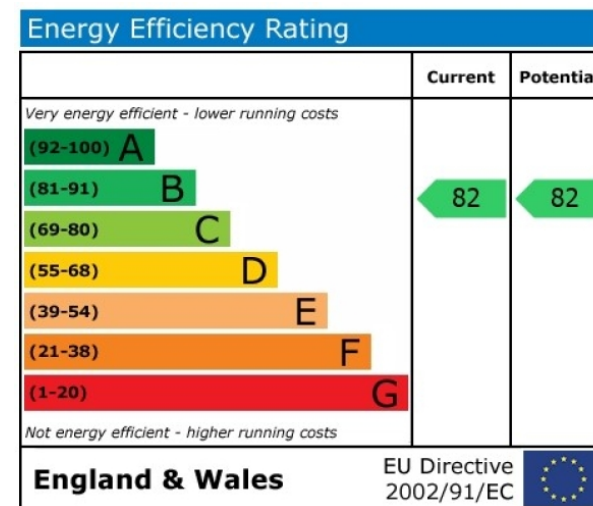 Energy Efficiency Rating
Current Potentia
Very energy efficient - lower running costs
(92-100) A
(81-91) B
82 82
(69-80) C
(55-68) D
(39-54) E
(21-38) F
(1-20) G
Not energy efficient - higher running costs
England & Wales
EU Directive
2002/91/EC